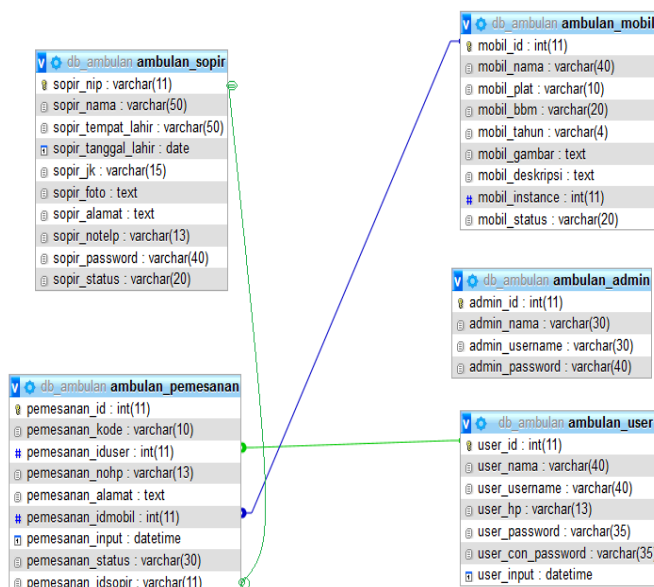 db_ambulan ambulan_sopir
sopir_nip : varchar(11)
sopir_nama : varchar(50)
sopir_tempat_lahir : varchar(50)
sopir_tanggal_lahir : date
sopir_jk : varchar(15)
sopir_foto : text
sopir_alamat : text
sopir_notelp : varchar(13)
sopir_password : varchar(40)
sopir_status : varchar(20)
db_ambulan ambulan_mobil
mobil_id : int(11)
mobil_nama : varchar(40)
mobil_plat : varchar(10)
mobil_bbm : varchar(20)
mobil_tahun : varchar(4)
mobil_gambar : text
mobil_deskripsi : text
# mobil_instance : int(11)
mobil_status : varchar(20)
db_ambulan ambulan_admin
admin_id : int(11)
admin_nama : varchar(30)
admin_username : varchar(30)
admin_password : varchar(40)
db_ambulan ambulan_pemesanan
pemesanan_id : int(11)
pemesanan_kode : varchar(10)
# pemesanan_iduser : int(11)
pemesanan_nohp : varchar(13)
pemesanan_alamat : text
# pemesanan_idmobil : int(11)
pemesanan_input : datetime
pemesanan_status : varchar(30)
pemesanan_idsopir : varchar(11)
db_ambulan ambulan_user
user_id : int(11)
user_nama : varchar(40)
user_username : varchar(40)
user_hp : varchar(13)
user_password : varchar(35)
user_con_password : varchar(35
user_input : datetime